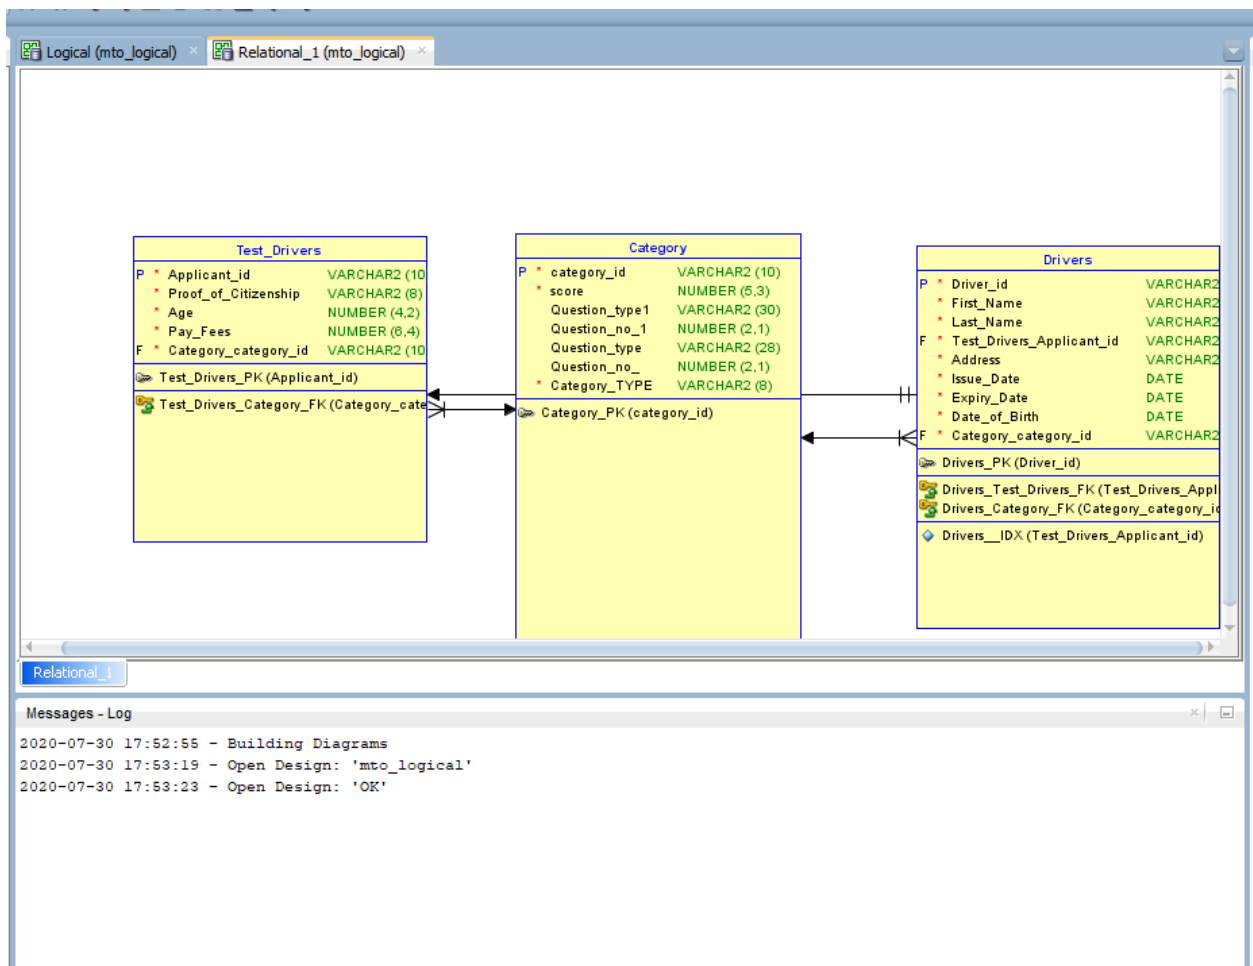 Logical (mto_logical)
Relational_1 (mto_logical)
Test_Drivers
P * Applicant_id VARCHAR2 (10
* Proof_of_Citizenship VARCHAR2 (8)
* Age NUMBER (4,2)
* Pay_Fees NUMBER (6,4)
F * Category_category_id VARCHAR2 (10
Test_Drivers_PK (Applicant_id)
Test_Drivers_Category_FK (Category_cate
Category
P * category_id VARCHAR2 (10)
* score NUMBER (5,3)
Question_type1 VARCHAR2 (30)
Question_no_1 NUMBER (2,1)
Question_type VARCHAR2 (28)
Question_no_ NUMBER (2,1)
* Category_TYPE VARCHAR2 (8)
Category_PK (category_id)
Drivers
P * Driver_id VARCHAR2
* First_Name VARCHAR2
* Last_Name VARCHAR2
F * Test_Drivers_Applicant_id VARCHAR2
* Address VARCHAR2
* Issue_Date DATE
* Expiry_Date DATE
* Date_of_Birth DATE
F * Category_category_id VARCHAR2
Drivers_PK (Driver_id)
Drivers_Test_Drivers_FK (Test_Drivers_Appli
Drivers_Category_FK (Category_category_id
Drivers__IDX (Test_Drivers_Applicant_id)
Relational_1
Messages - Log
2020-07-30 17:52:55 - Building Diagrams
2020-07-30 17:53:19 - Open Design: 'mto_logical'
2020-07-30 17:53:23 - Open Design: 'OK'